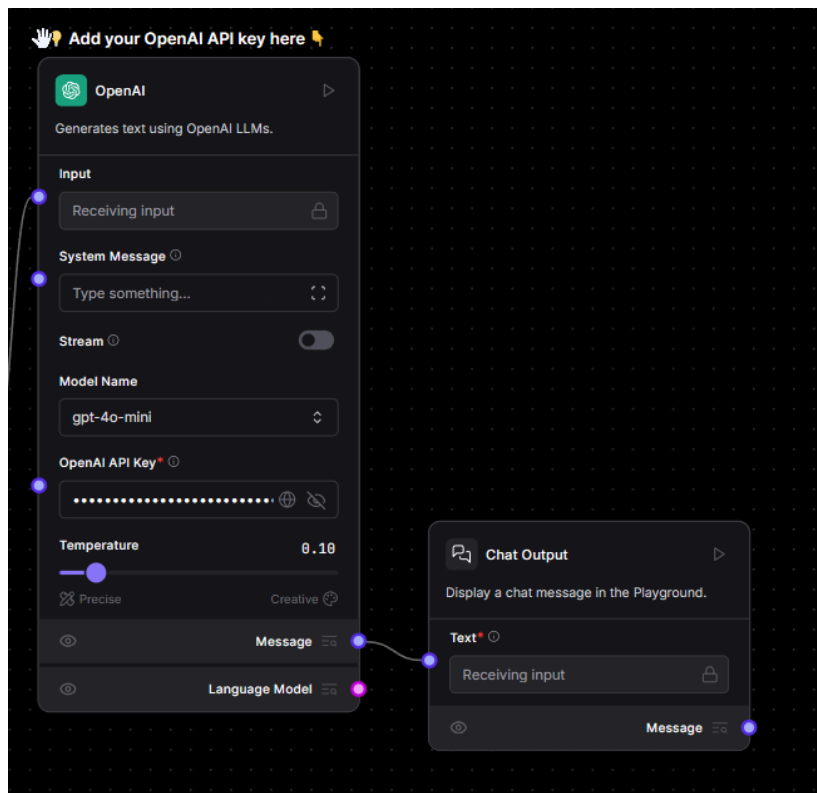 👋💡 Add your OpenAI API key here 👇
OpenAI
Generates text using OpenAI LLMs.
Input
Receiving input
System Message
Type something...
Stream
Model Name
gpt-4o-mini
OpenAI API Key*
••••••••••••••••••••••••••
Temperature 0.10
Precise Creative
Message
Language Model
Chat Output
Display a chat message in the Playground.
Text*
Receiving input
Message